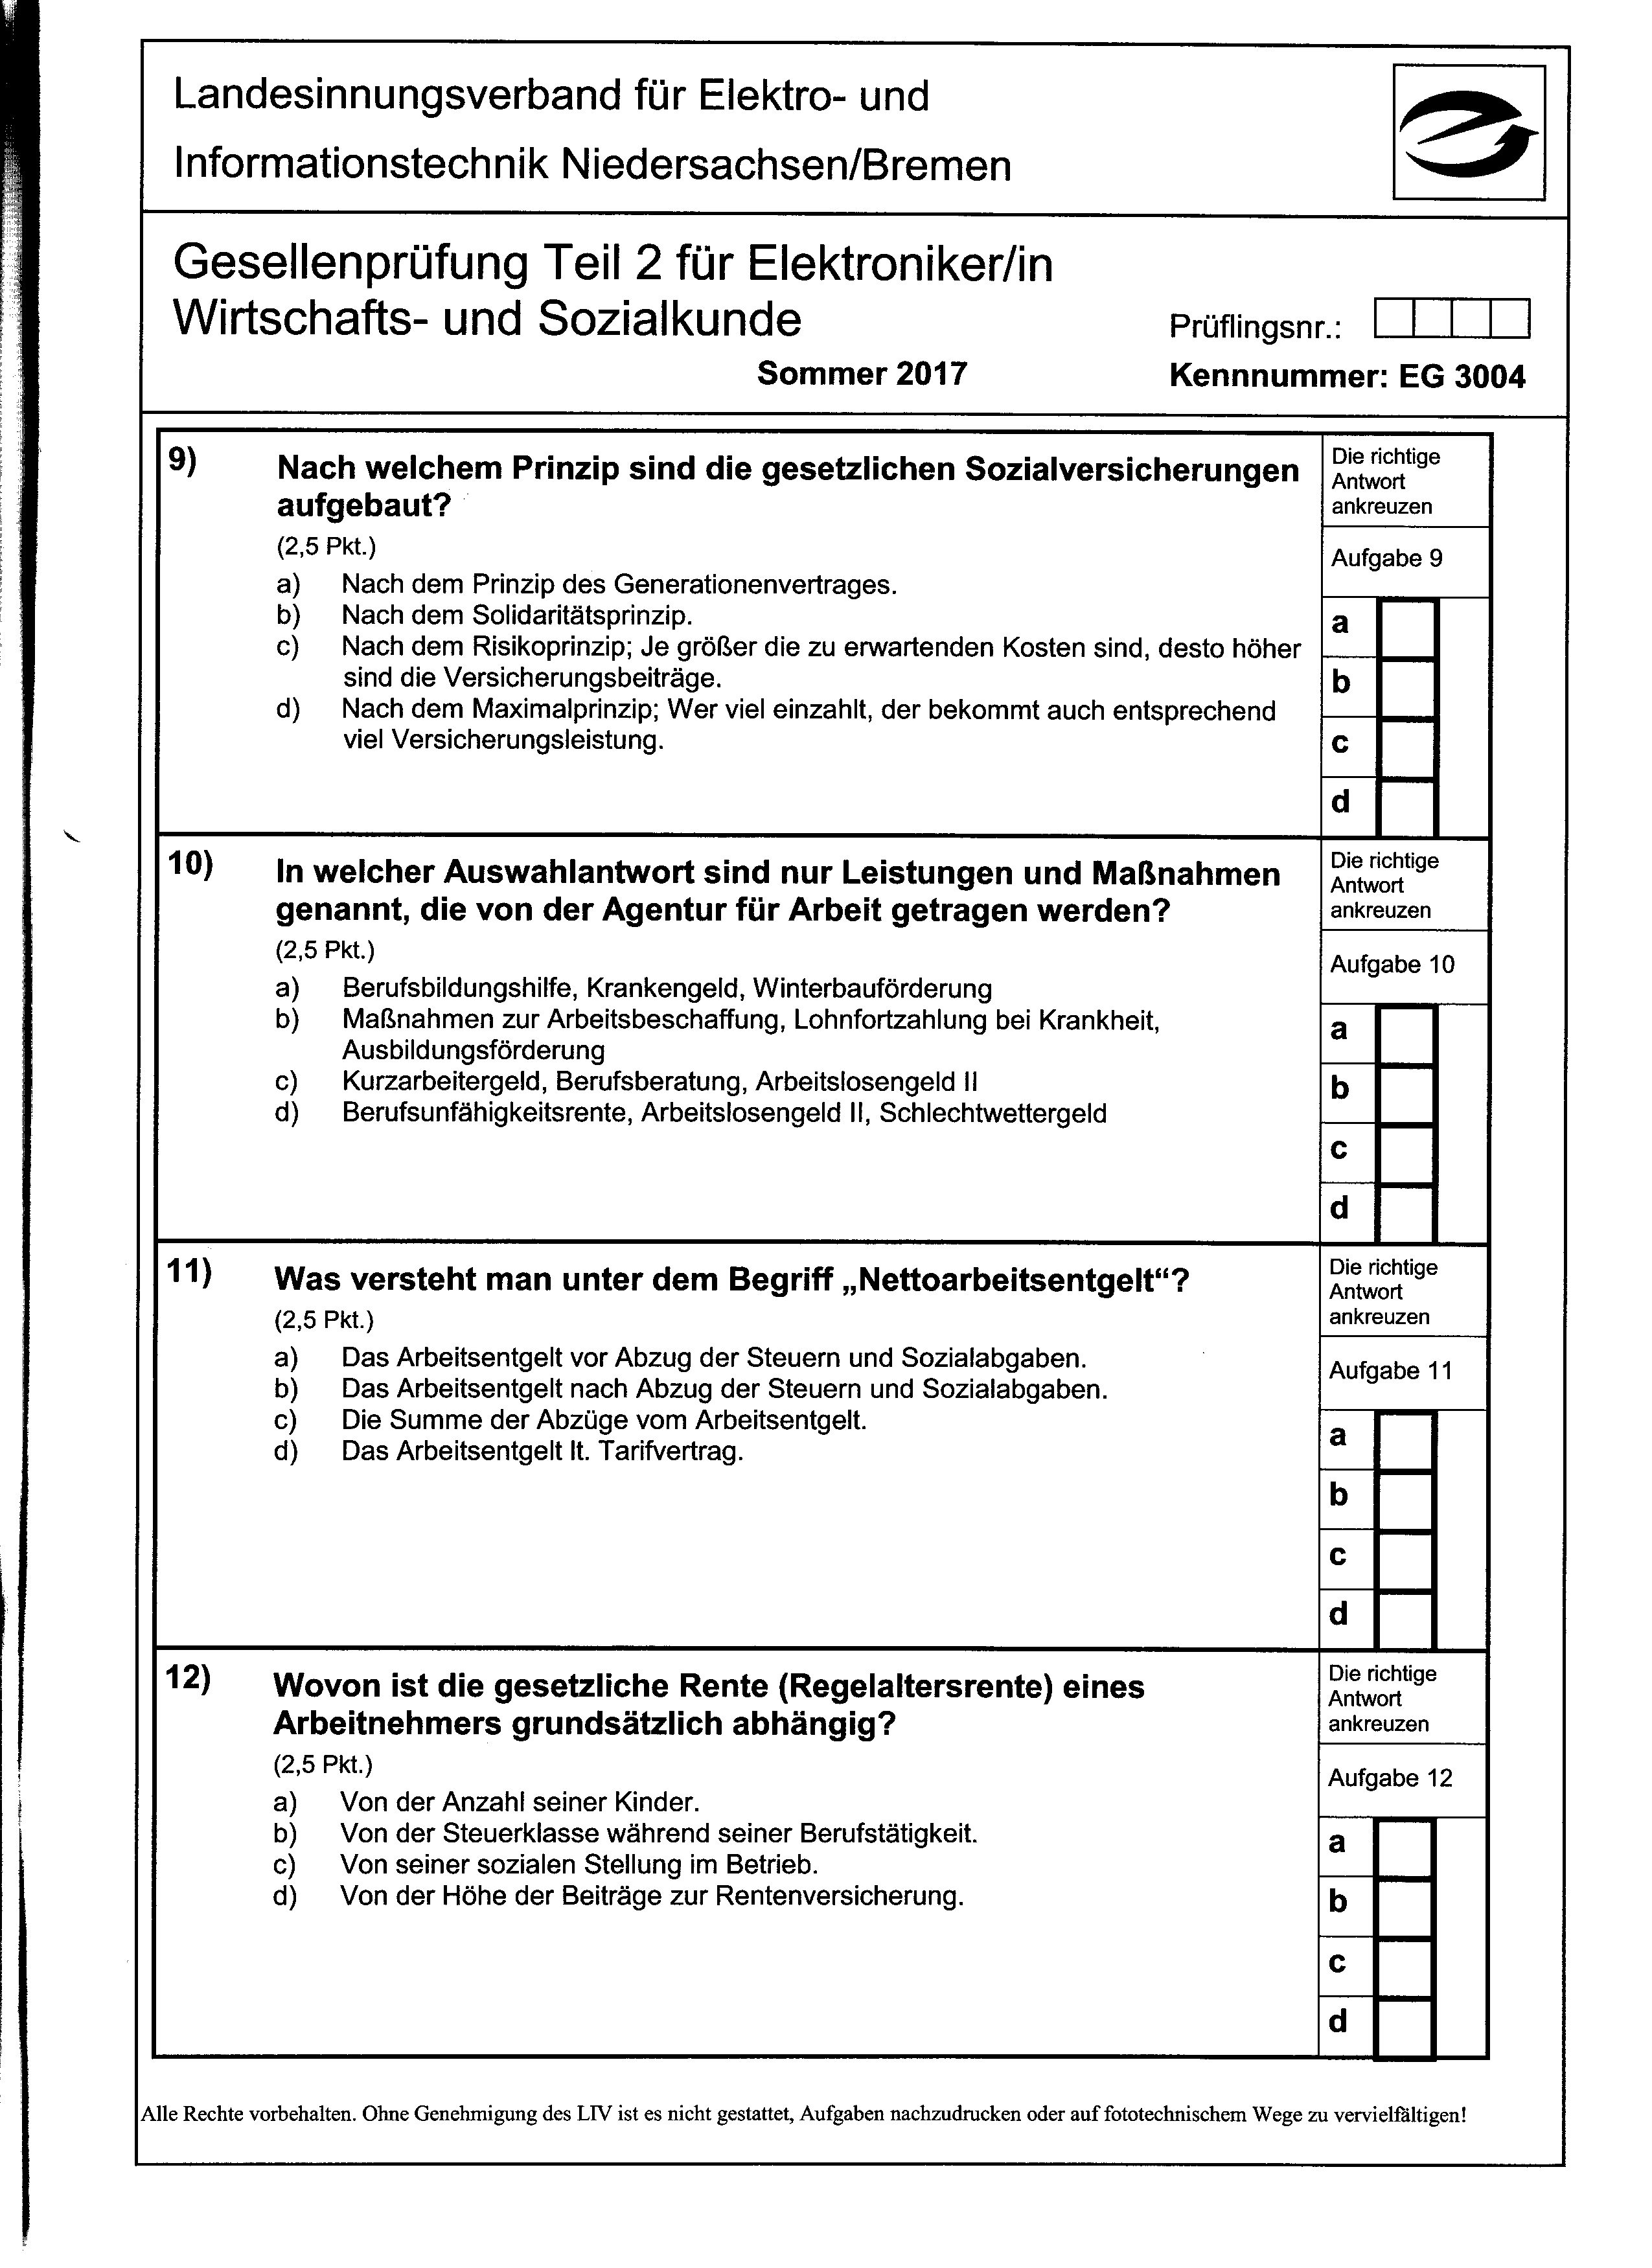 Landesinnungsverband für Elektro- und
Informationstechnik Niedersachsen/Bremen
Gesellenprüfung Teil 2 für Elektroniker/in
Wirtschafts- und Sozialkunde
Prüflingsnr.:
Sommer 2017
Kennnummer: EG 3004
9) Nach welchem Prinzip sind die gesetzlichen Sozialversicherungen
aufgebaut?
(2,5 Pkt.)
a) Nach dem Prinzip des Generationenvertrages.
b) Nach dem Solidaritätsprinzip.
c) Nach dem Risikoprinzip; Je größer die zu erwartenden Kosten sind, desto höher
sind die Versicherungsbeiträge.
d) Nach dem Maximalprinzip; Wer viel einzahlt, der bekommt auch entsprechend
viel Versicherungsleistung.
Die richtige
Antwort
ankreuzen
Aufgabe 9
a
b
c
d
10) In welcher Auswahlantwort sind nur Leistungen und Maßnahmen
genannt, die von der Agentur für Arbeit getragen werden?
(2,5 Pkt.)
a) Berufsbildungshilfe, Krankengeld, Winterbauförderung
b) Maßnahmen zur Arbeitsbeschaffung, Lohnfortzahlung bei Krankheit,
Ausbildungsförderung
c) Kurzarbeitergeld, Berufsberatung, Arbeitslosengeld II
d) Berufsunfähigkeitsrente, Arbeitslosengeld II, Schlechtwettergeld
Die richtige
Antwort
ankreuzen
Aufgabe 10
a
b
c
d
11) Was versteht man unter dem Begriff „Nettoarbeitsentgelt“?
(2,5 Pkt.)
a) Das Arbeitsentgelt vor Abzug der Steuern und Sozialabgaben.
b) Das Arbeitsentgelt nach Abzug der Steuern und Sozialabgaben.
c) Die Summe der Abzüge vom Arbeitsentgelt.
d) Das Arbeitsentgelt lt. Tarifvertrag.
Die richtige
Antwort
ankreuzen
Aufgabe 11
a
b
c
d
12) Wovon ist die gesetzliche Rente (Regelaltersrente) eines
Arbeitnehmers grundsätzlich abhängig?
(2,5 Pkt.)
a) Von der Anzahl seiner Kinder.
b) Von der Steuerklasse während seiner Berufstätigkeit.
c) Von seiner sozialen Stellung im Betrieb.
d) Von der Höhe der Beiträge zur Rentenversicherung.
Die richtige
Antwort
ankreuzen
Aufgabe 12
a
b
c
d
Alle Rechte vorbehalten. Ohne Genehmigung des LIV ist es nicht gestattet, Aufgaben nachzudrucken oder auf fototechnischem Wege zu vervielfältigen!